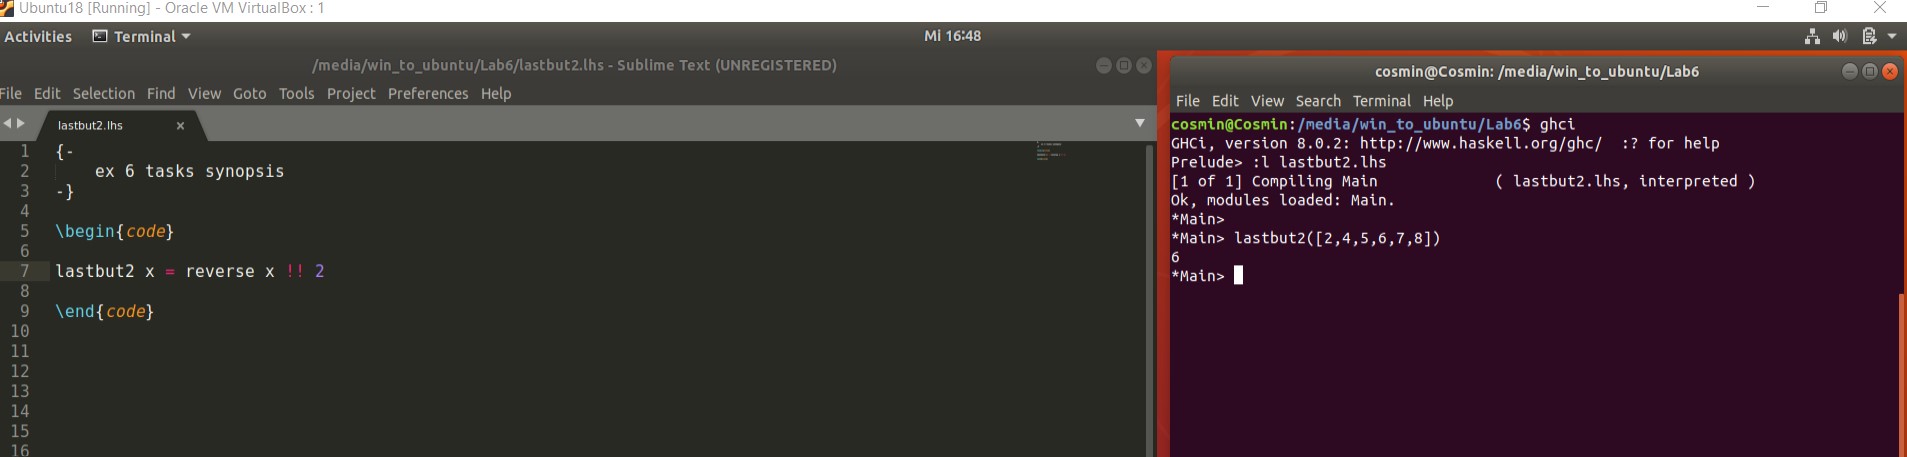 Ubuntu18 [Running] - Oracle VM VirtualBox : 1
Activities Terminal Mi 16:48
/media/win_to_ubuntu/Lab6/lastbut2.lhs - Sublime Text (UNREGISTERED)
File Edit Selection Find View Goto Tools Project Preferences Help
lastbut2.lhs ×
1 {-
2 ex 6 tasks synopsis
3 -}
4
5 \begin{code}
6
7 lastbut2 x = reverse x !! 2
8
9 \end{code}
10
11
12
13
14
15
16
cosmin@Cosmin: /media/win_to_ubuntu/Lab6
File Edit View Search Terminal Help
cosmin@Cosmin:/media/win_to_ubuntu/Lab6$ ghci
GHCi, version 8.0.2: http://www.haskell.org/ghc/  :? for help
Prelude> :l lastbut2.lhs
[1 of 1] Compiling Main             ( lastbut2.lhs, interpreted )
Ok, modules loaded: Main.
*Main>
*Main> lastbut2([2,4,5,6,7,8])
6
*Main>